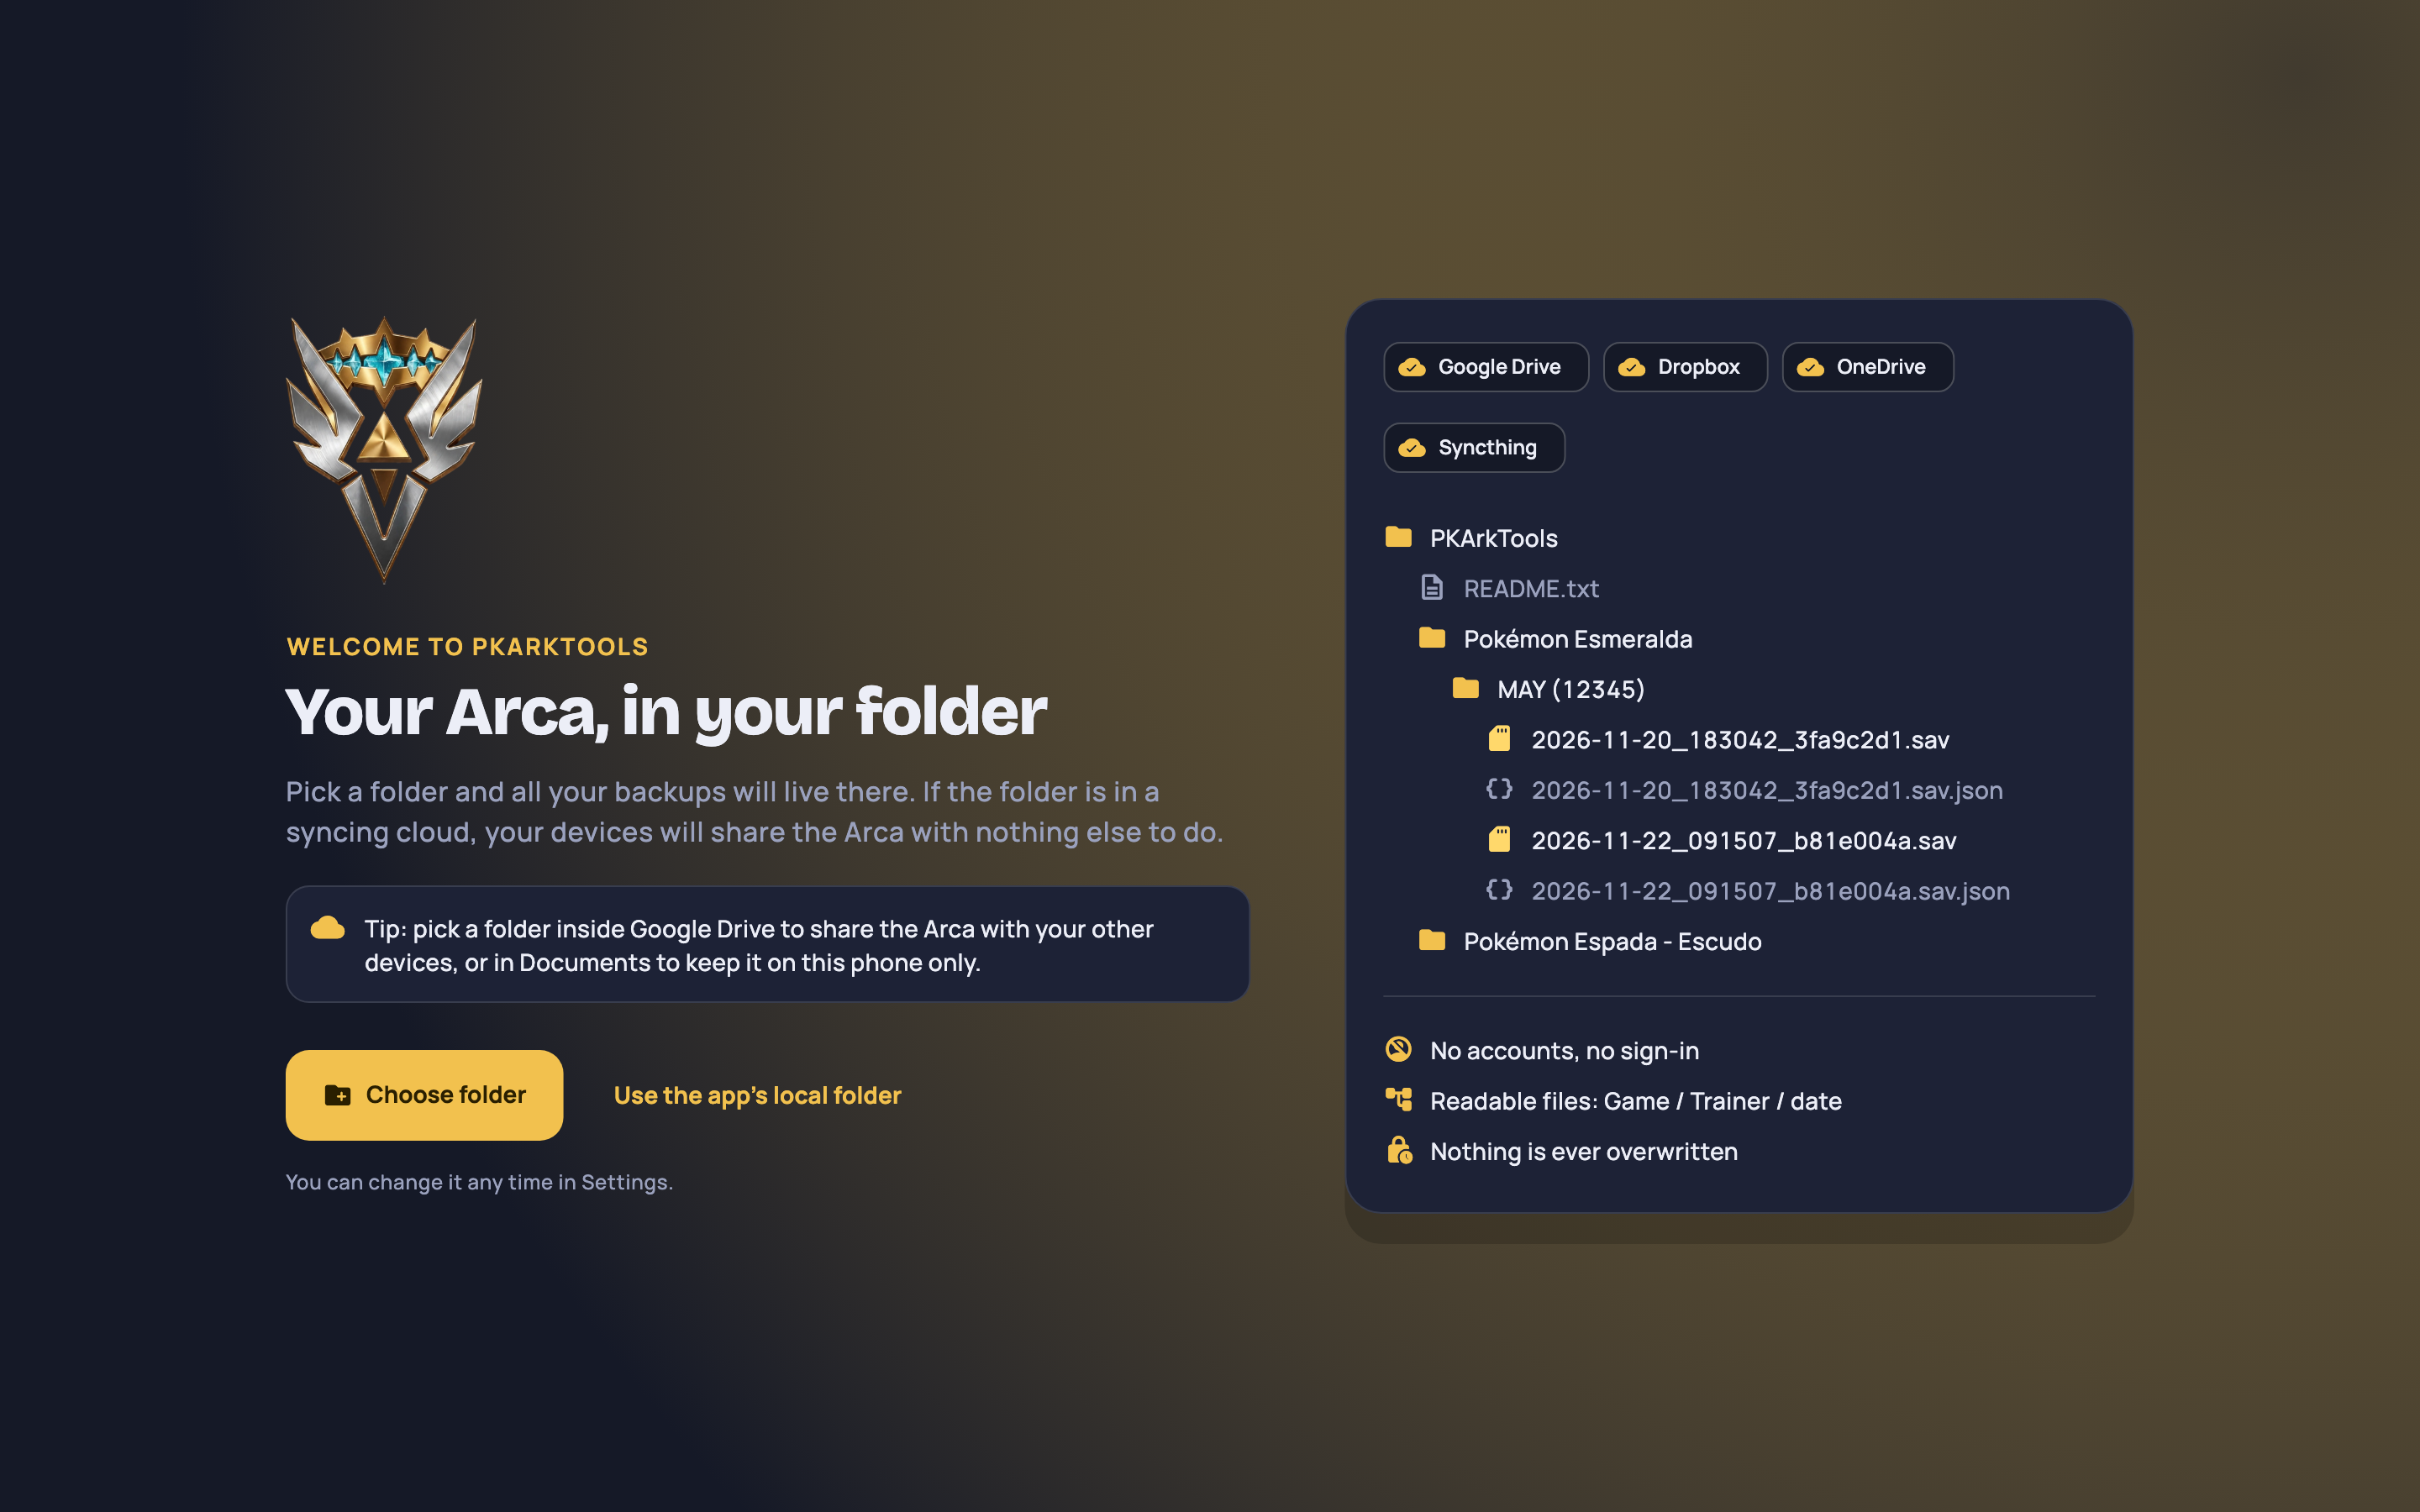 WELCOME TO PKARKTOOLS
Your Arca, in your folder
Pick a folder and all your backups will live there. If the folder is in a
syncing cloud, your devices will share the Arca with nothing else to do.
Tip: pick a folder inside Google Drive to share the Arca with your other
devices, or in Documents to keep it on this phone only.
Choose folder
Use the app's local folder
You can change it any time in Settings.
Google Drive
Dropbox
OneDrive
Syncthing
PKArkTools
README.txt
Pokémon Esmeralda
MAY (12345)
2026-11-20_183042_3fa9c2d1.sav
2026-11-20_183042_3fa9c2d1.sav.json
2026-11-22_091507_b81e004a.sav
2026-11-22_091507_b81e004a.sav.json
Pokémon Espada - Escudo
No accounts, no sign-in
Readable files: Game / Trainer / date
Nothing is ever overwritten